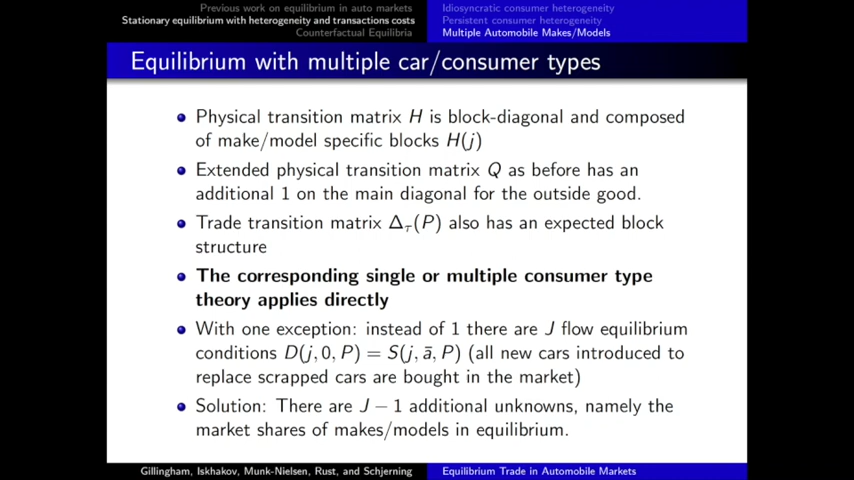 Previous work on equilibrium in auto markets
Stationary equilibrium with heterogeneity and transactions costs
Counterfactual Equilibria
Idiosyncratic consumer heterogeneity
Persistent consumer heterogeneity
Multiple Automobile Makes/Models
Equilibrium with multiple car/consumer types
Physical transition matrix H is block-diagonal and composed
of make/model specific blocks H(j)
Extended physical transition matrix Q as before has an
additional 1 on the main diagonal for the outside good.
Trade transition matrix Δτ(P) also has an expected block
structure
The corresponding single or multiple consumer type
theory applies directly
With one exception: instead of 1 there are J flow equilibrium
conditions D(j, 0, P) = S(j, ā, P) (all new cars introduced to
replace scrapped cars are bought in the market)
Solution: There are J − 1 additional unknowns, namely the
market shares of makes/models in equilibrium.
Gillingham, Iskhakov, Munk-Nielsen, Rust, and Schjerning
Equilibrium Trade in Automobile Markets